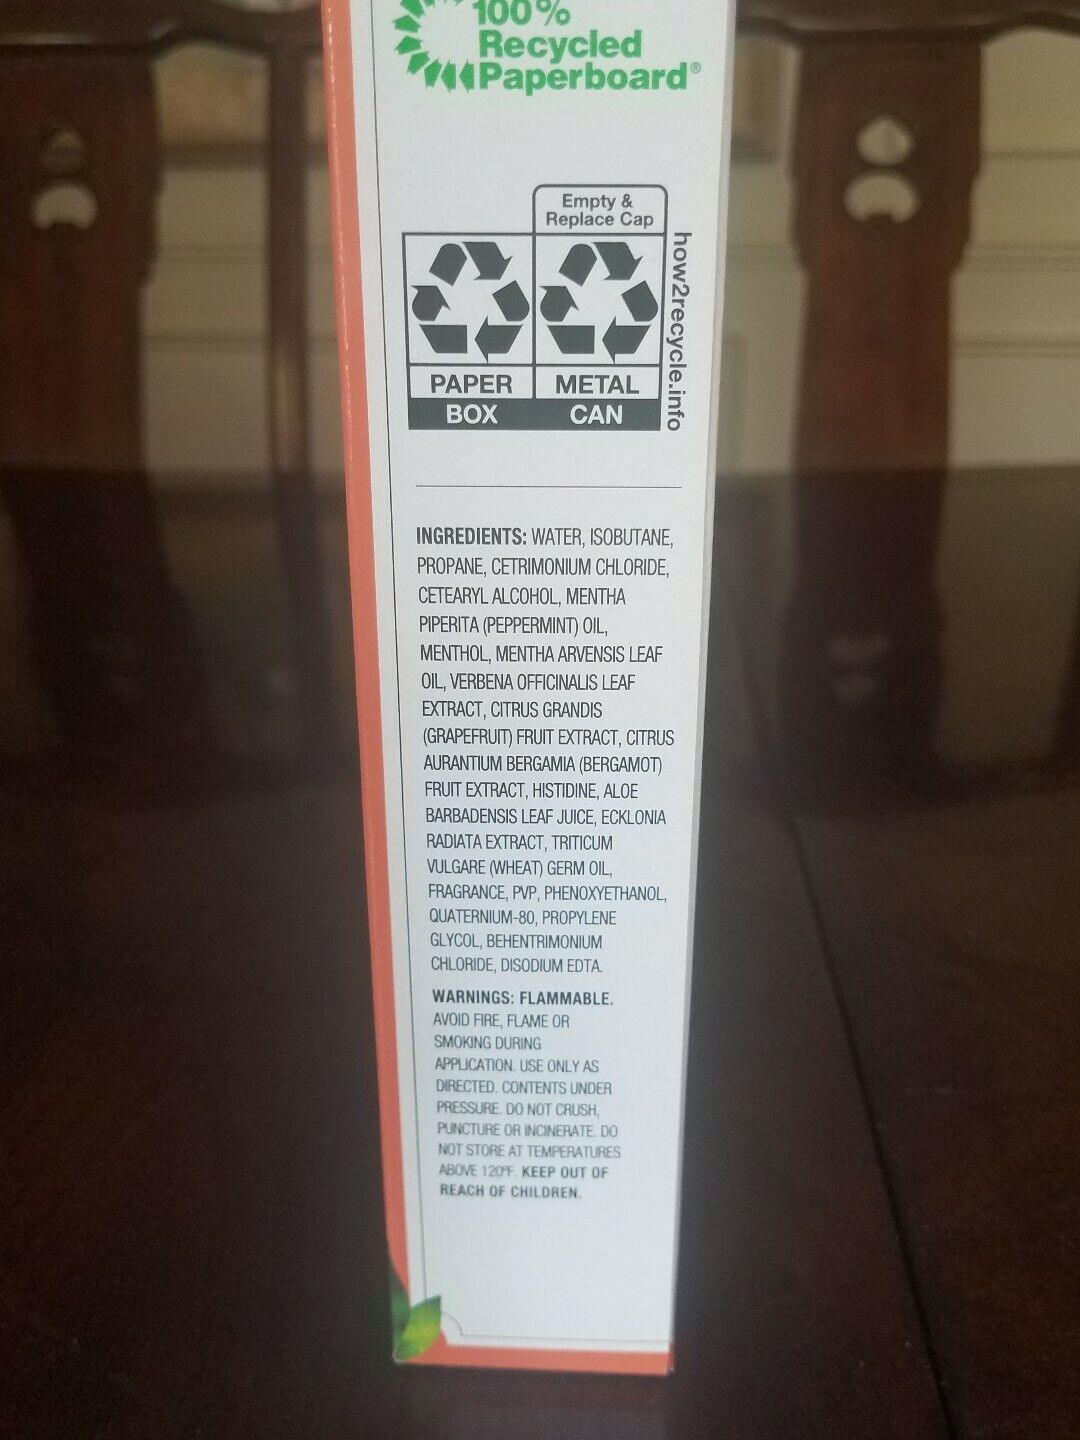 100%
Recycled
Paperboard®
Empty &
Replace Cap
PAPER
BOX
METAL
CAN
how2recycle.info
INGREDIENTS: WATER, ISOBUTANE,
PROPANE, CETRIMONIUM CHLORIDE,
CETEARYL ALCOHOL, MENTHA
PIPERITA (PEPPERMINT) OIL,
MENTHOL, MENTHA ARVENSIS LEAF
OIL, VERBENA OFFICINALIS LEAF
EXTRACT, CITRUS GRANDIS
(GRAPEFRUIT) FRUIT EXTRACT, CITRUS
AURANTIUM BERGAMIA (BERGAMOT)
FRUIT EXTRACT, HISTIDINE, ALOE
BARBADENSIS LEAF JUICE, ECKLONIA
RADIATA EXTRACT, TRITICUM
VULGARE (WHEAT) GERM OIL,
FRAGRANCE, PVP, PHENOXYETHANOL,
QUATERNIUM-80, PROPYLENE
GLYCOL, BEHENTRIMONIUM
CHLORIDE, DISODIUM EDTA.
WARNINGS: FLAMMABLE.
AVOID FIRE, FLAME OR
SMOKING DURING
APPLICATION. USE ONLY AS
DIRECTED. CONTENTS UNDER
PRESSURE. DO NOT CRUSH,
PUNCTURE OR INCINERATE. DO
NOT STORE AT TEMPERATURES
ABOVE 120°F. KEEP OUT OF
REACH OF CHILDREN.